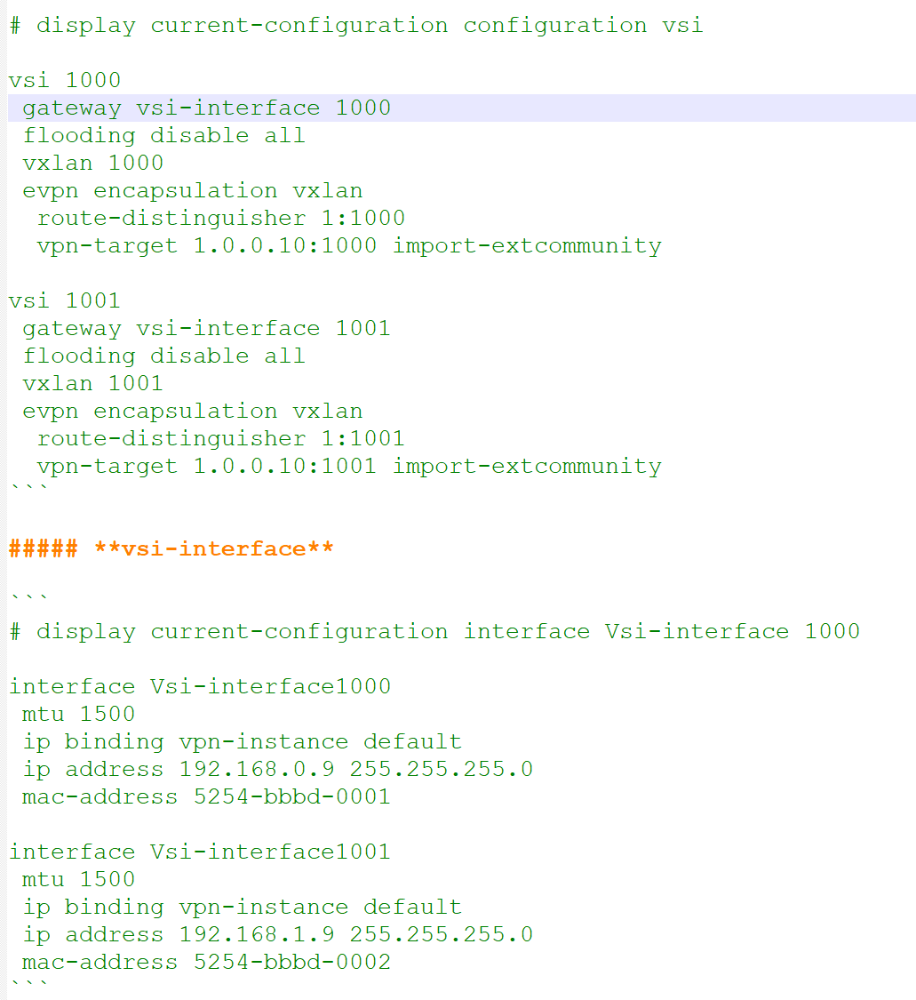 # display current-configuration configuration vsi
vsi 1000
 gateway vsi-interface 1000
 flooding disable all
 vxlan 1000
 evpn encapsulation vxlan
  route-distinguisher 1:1000
  vpn-target 1.0.0.10:1000 import-extcommunity
vsi 1001
 gateway vsi-interface 1001
 flooding disable all
 vxlan 1001
 evpn encapsulation vxlan
  route-distinguisher 1:1001
  vpn-target 1.0.0.10:1001 import-extcommunity
```
##### **vsi-interface**
```
# display current-configuration interface Vsi-interface 1000
interface Vsi-interface1000
 mtu 1500
 ip binding vpn-instance default
 ip address 192.168.0.9 255.255.255.0
 mac-address 5254-bbbd-0001
interface Vsi-interface1001
 mtu 1500
 ip binding vpn-instance default
 ip address 192.168.1.9 255.255.255.0
 mac-address 5254-bbbd-0002
```